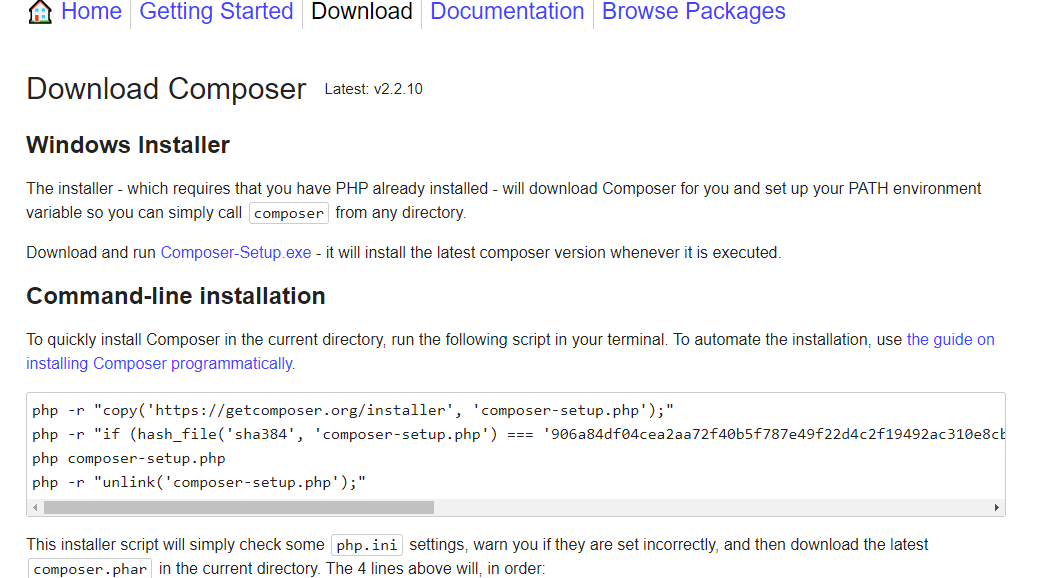 Home Getting Started Download Documentation Browse Packages
Download Composer Latest: v2.2.10
Windows Installer
The installer - which requires that you have PHP already installed - will download Composer for you and set up your PATH environment
variable so you can simply call composer from any directory.
Download and run Composer-Setup.exe - it will install the latest composer version whenever it is executed.
Command-line installation
To quickly install Composer in the current directory, run the following script in your terminal. To automate the installation, use the guide on
installing Composer programmatically.
php -r "copy('https://getcomposer.org/installer', 'composer-setup.php');"
php -r "if (hash_file('sha384', 'composer-setup.php') === '906a84df04cea2aa72f40b5f787e49f22d4c2f19492ac310e8cb
php composer-setup.php
php -r "unlink('composer-setup.php');"
This installer script will simply check some php.ini settings, warn you if they are set incorrectly, and then download the latest
composer.phar in the current directory. The 4 lines above will, in order: